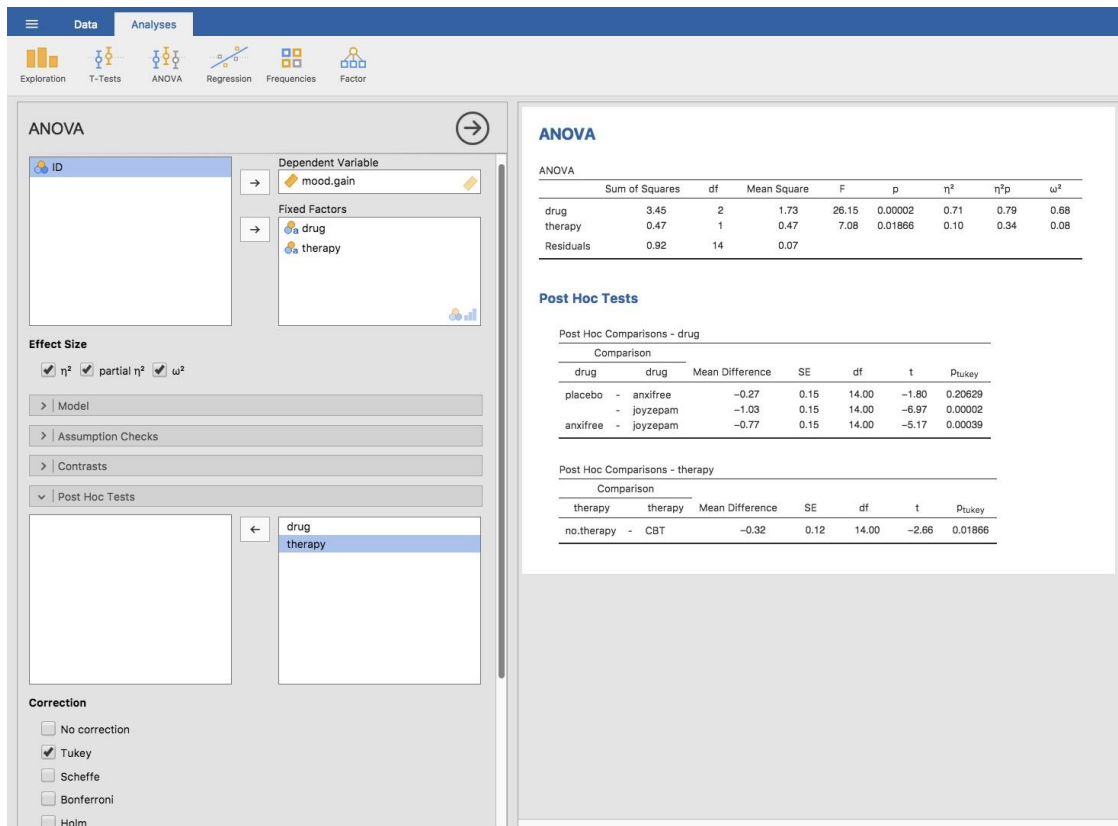 Data Analyses
Exploration T-Tests ANOVA Regression Frequencies Factor
ANOVA
ID
Dependent Variable
mood.gain
Fixed Factors
drug
therapy
Effect Size
η² partial η² ω²
Model
Assumption Checks
Contrasts
Post Hoc Tests
drug
therapy
Correction
No correction
Tukey
Scheffe
Bonferroni
Holm
ANOVA
ANOVA
Sum of Squares df Mean Square F p η² η²p ω²
drug 3.45 2 1.73 26.15 0.00002 0.71 0.79 0.68
therapy 0.47 1 0.47 7.08 0.01866 0.10 0.34 0.08
Residuals 0.92 14 0.07
Post Hoc Tests
Post Hoc Comparisons - drug
Comparison
drug drug Mean Difference SE df t ptukey
placebo - anxifree −0.27 0.15 14.00 −1.80 0.20629
- joyzepam −1.03 0.15 14.00 −6.97 0.00002
anxifree - joyzepam −0.77 0.15 14.00 −5.17 0.00039
Post Hoc Comparisons - therapy
Comparison
therapy therapy Mean Difference SE df t ptukey
no.therapy - CBT −0.32 0.12 14.00 −2.66 0.01866